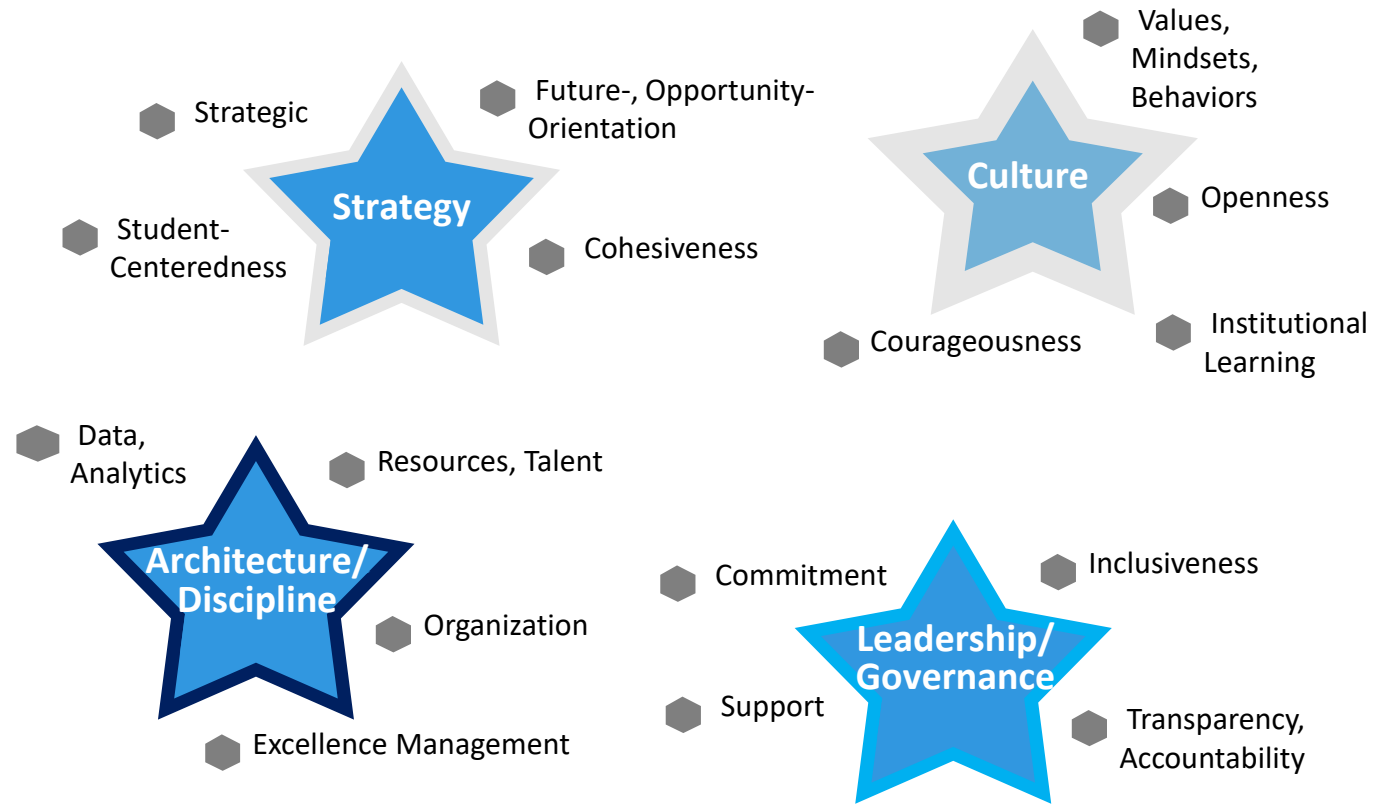 Strategic
Future-, Opportunity-
Orientation
Strategy
Student-
Centeredness
Cohesiveness
Values,
Mindsets,
Behaviors
Culture
Openness
Courageousness
Institutional
Learning
Data,
Analytics
Resources, Talent
Architecture/
Discipline
Organization
Excellence Management
Commitment
Inclusiveness
Leadership/
Governance
Support
Transparency,
Accountability